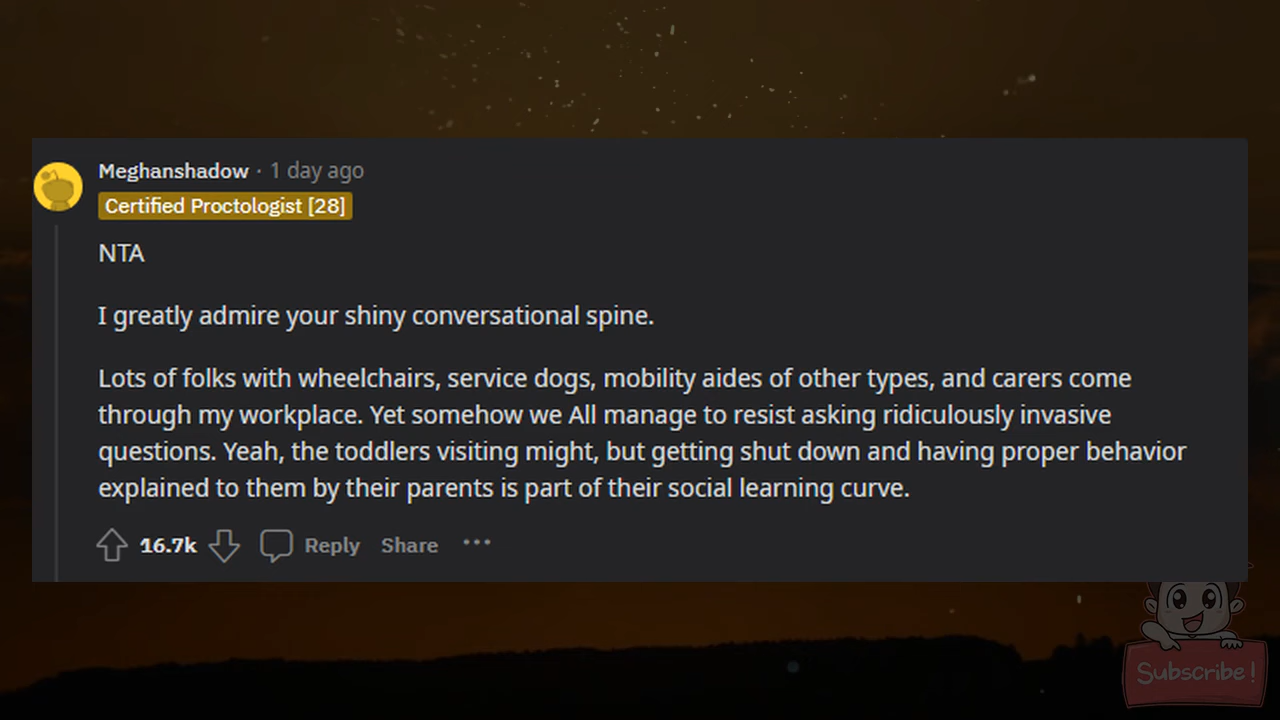 Meghanshadow · 1 day ago
Certified Proctologist [28]
NTA
I greatly admire your shiny conversational spine.
Lots of folks with wheelchairs, service dogs, mobility aides of other types, and carers come
through my workplace. Yet somehow we All manage to resist asking ridiculously invasive
questions. Yeah, the toddlers visiting might, but getting shut down and having proper behavior
explained to them by their parents is part of their social learning curve.
16.7k Reply Share ···
Subscribe!